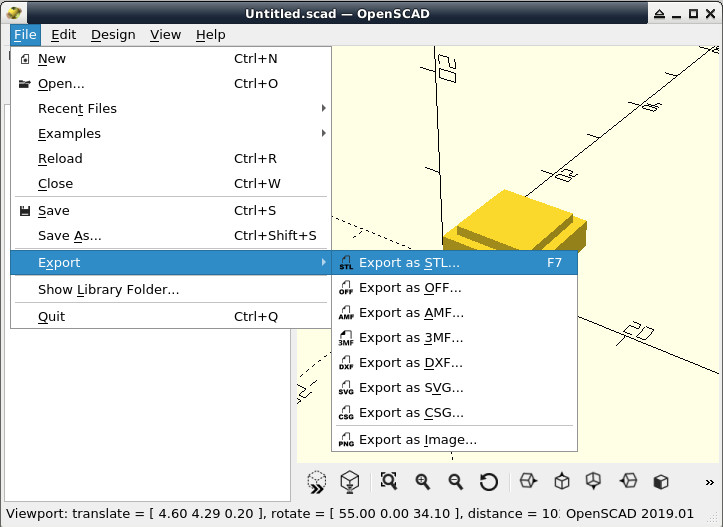 Untitled.scad — OpenSCAD
File Edit Design View Help
New Ctrl+N
Open... Ctrl+O
Recent Files
Examples
Reload Ctrl+R
Close Ctrl+W
Save Ctrl+S
Save As... Ctrl+Shift+S
Export
Show Library Folder...
Quit Ctrl+Q
STL Export as STL... F7
OFF Export as OFF...
AMF Export as AMF...
3MF Export as 3MF...
DXF Export as DXF...
SVG Export as SVG...
CSG Export as CSG...
PNG Export as Image...
20
Viewport: translate = [ 4.60 4.29 0.20 ], rotate = [ 55.00 0.00 34.10 ], distance = 10 OpenSCAD 2019.01